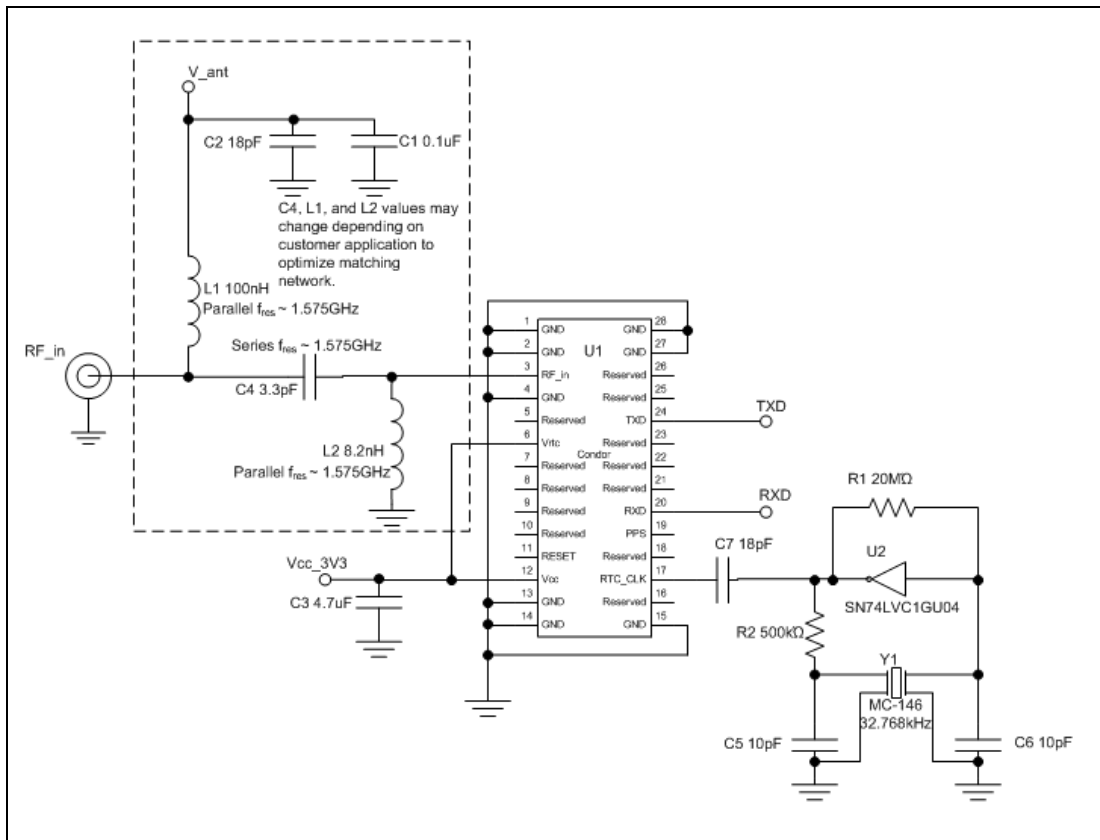 V_ant
C2 18pF
C1 0.1uF
C4, L1, and L2 values may
change depending on
customer application to
optimize matching
network.
L1 100nH
Parallel fres ~ 1.575GHz
RF_in
Series fres ~ 1.575GHz
C4 3.3pF
L2 8.2nH
Parallel fres ~ 1.575GHz
Vcc_3V3
C3 4.7uF
U1
Condor
1 GND
2 GND
3 RF_in
4 GND
5 Reserved
6 Vrtc
7 Reserved
8 Reserved
9 Reserved
10 Reserved
11 RESET
12 Vcc
13 GND
14 GND
28 GND
27 GND
26 Reserved
25 Reserved
24 TXD
23 Reserved
22 Reserved
21 Reserved
20 RXD
19 PPS
18 Reserved
17 RTC_CLK
16 Reserved
15 GND
TXD
RXD
C7 18pF
R1 20MΩ
U2
SN74LVC1GU04
R2 500kΩ
Y1
MC-146
32.768kHz
C5 10pF
C6 10pF